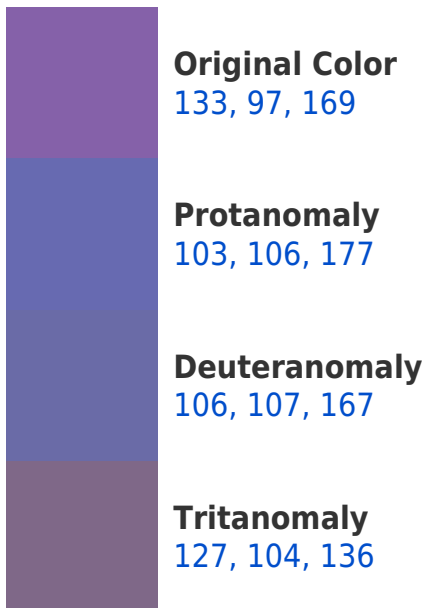 Original Color
133, 97, 169
Protanomaly
103, 106, 177
Deuteranomaly
106, 107, 167
Tritanomaly
127, 104, 136